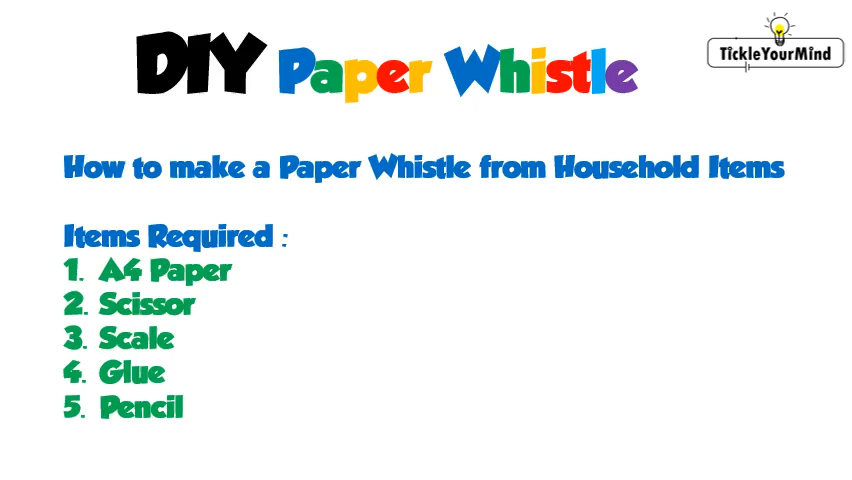 DIY Paper Whistle
TickleYourMind
How to make a Paper Whistle from Household Items
Items Required :
1. A4 Paper
2. Scissor
3. Scale
4. Glue
5. Pencil